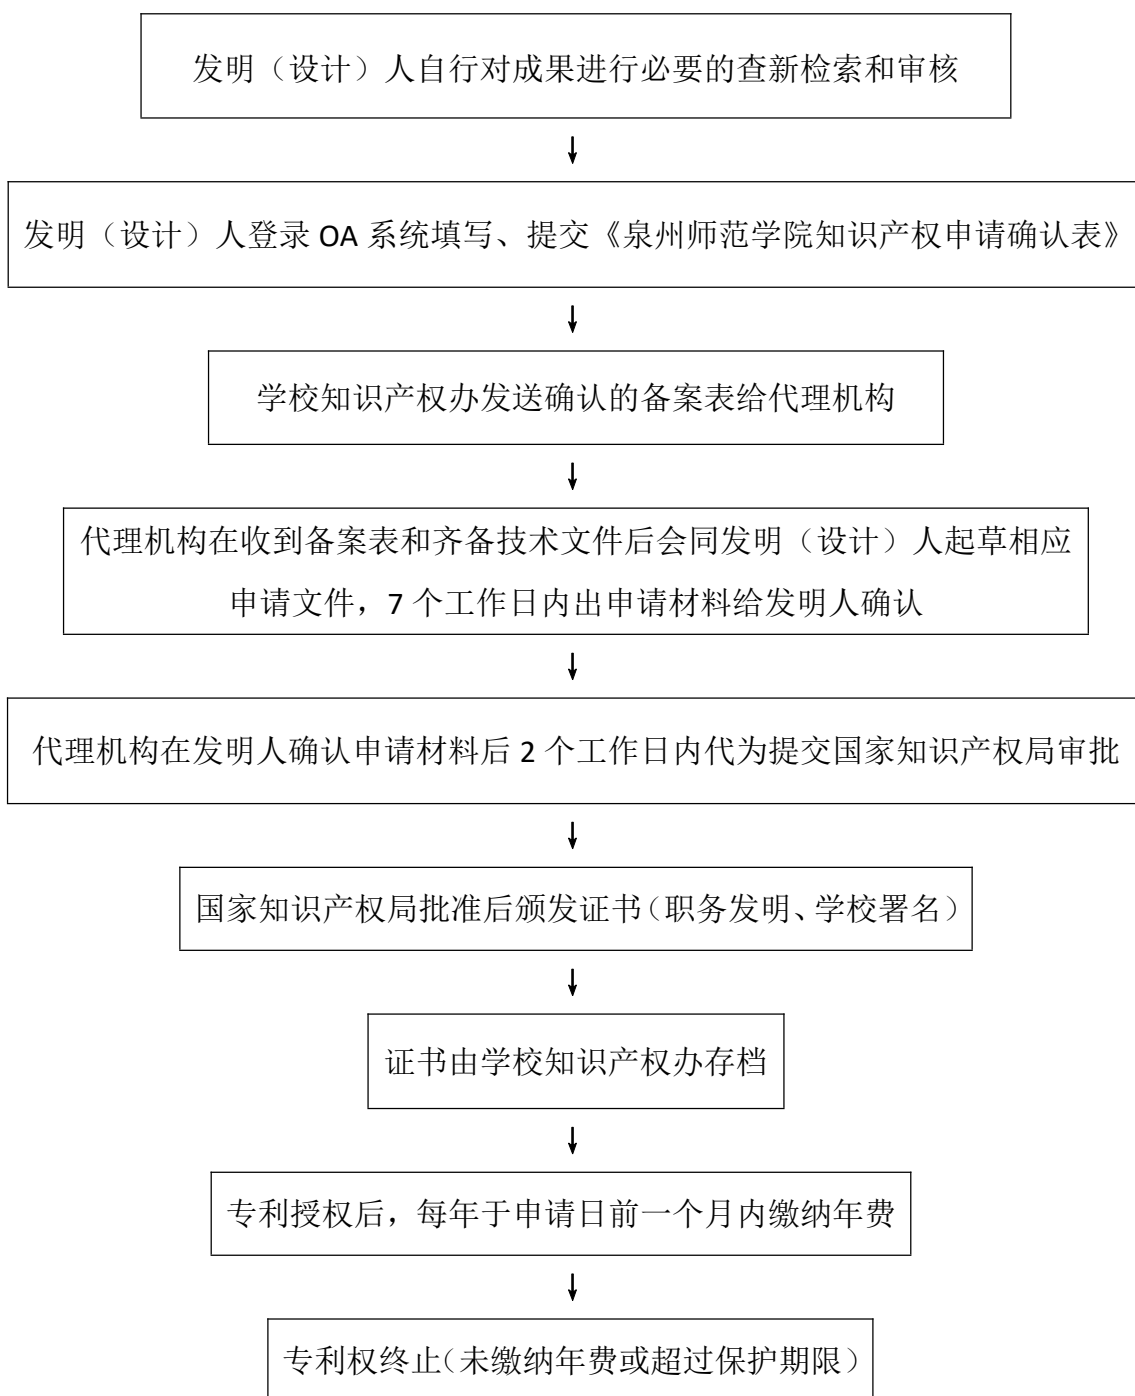 发明（设计）人自行对成果进行必要的查新检索和审核
发明（设计）人登录 OA 系统填写、提交《泉州师范学院知识产权申请确认表》
学校知识产权办发送确认的备案表给代理机构
代理机构在收到备案表和齐备技术文件后会同发明（设计）人起草相应
申请文件，7 个工作日内出申请材料给发明人确认
代理机构在发明人确认申请材料后 2 个工作日内代为提交国家知识产权局审批
国家知识产权局批准后颁发证书（职务发明、学校署名）
证书由学校知识产权办存档
专利授权后，每年于申请日前一个月内缴纳年费
专利权终止（未缴纳年费或超过保护期限）